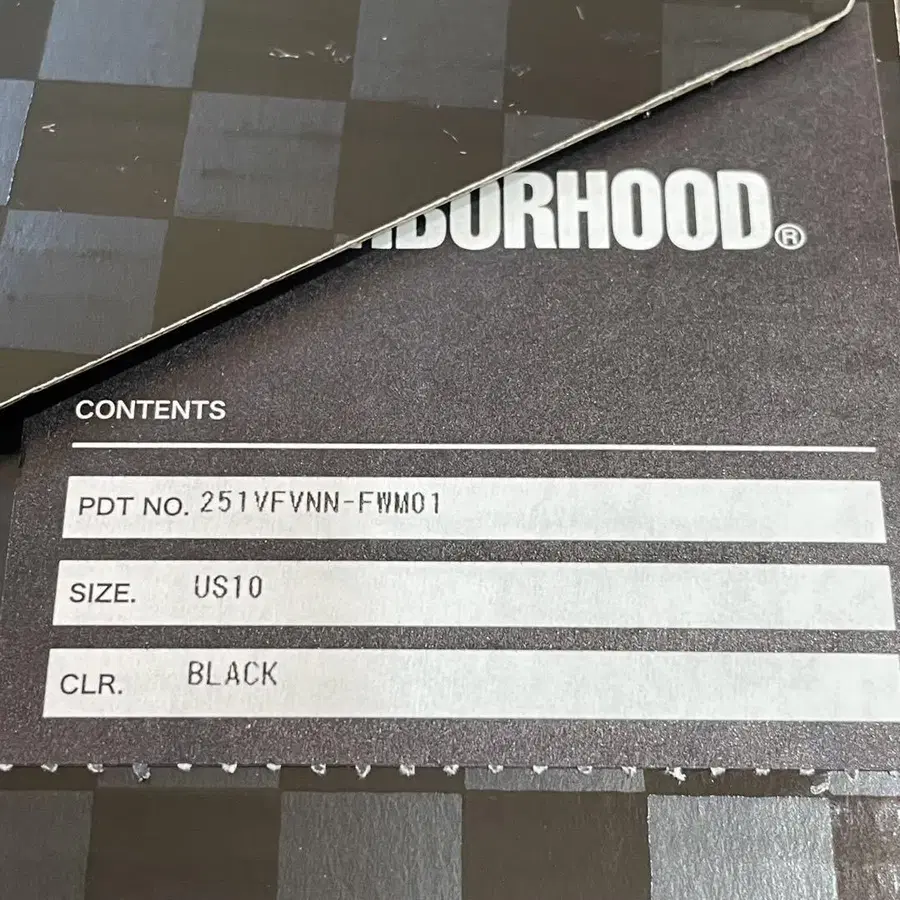 HBORHOOD®
CONTENTS
PDT NO. 251VFVNN-FWM01
SIZE. US10
CLR. BLACK